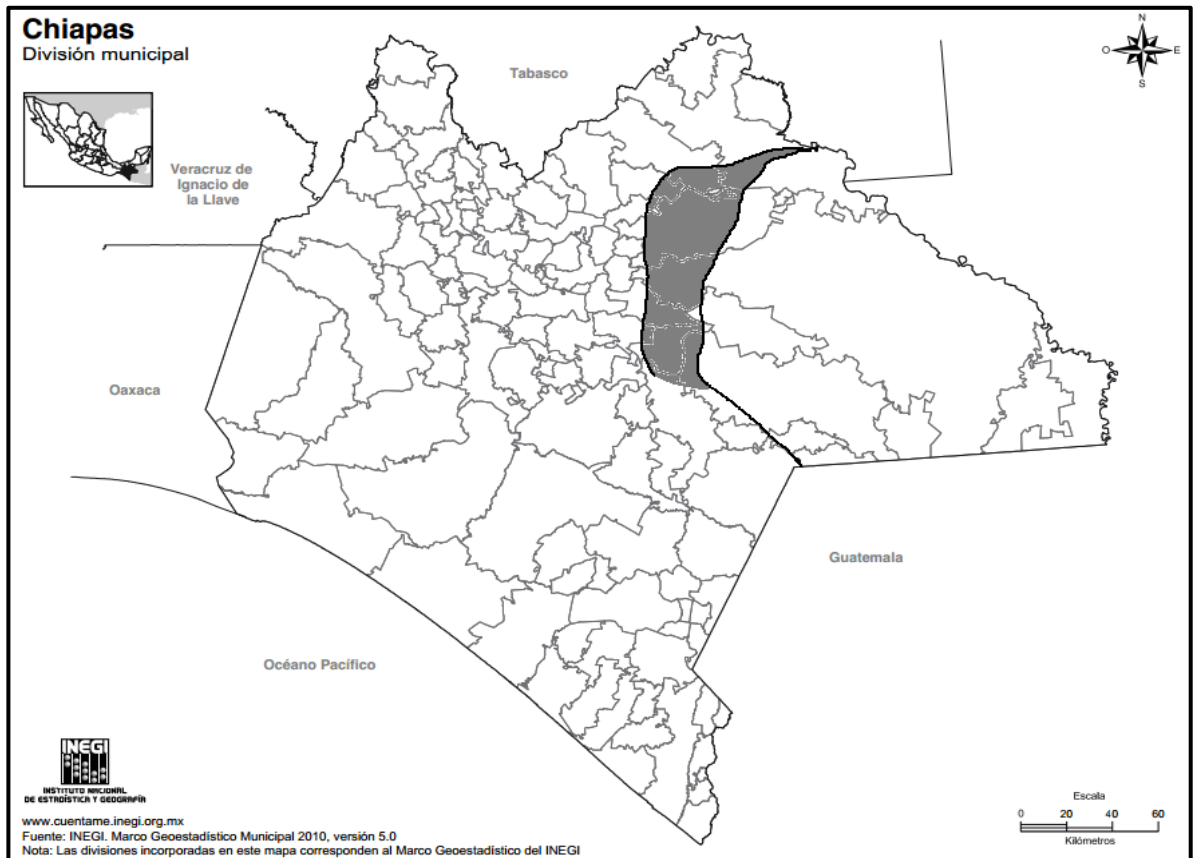 Chiapas
División municipal
N
O
E
S
Tabasco
Veracruz de
Ignacio de
la Llave
Oaxaca
Guatemala
Océano Pacífico
INEGI
INSTITUTO NACIONAL
DE ESTADÍSTICA Y GEOGRAFÍA
Escala
0 20 40 60
Kilómetros
www.cuentame.inegi.org.mx
Fuente: INEGI. Marco Geoestadístico Municipal 2010, versión 5.0
Nota: Las divisiones incorporadas en este mapa corresponden al Marco Geoestadístico del INEGI